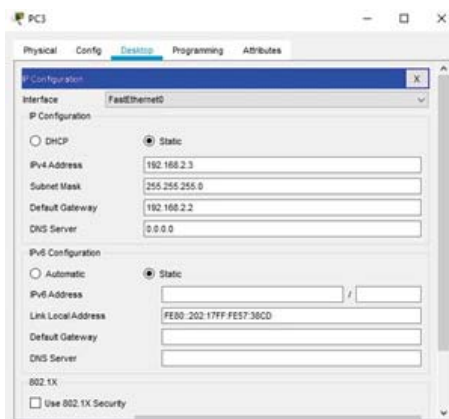 PC3
Physical Config Desktop Programming Attributes
IP Configuration X
Interface FastEthernet0
IP Configuration
DHCP Static
IPv4 Address 192.168.2.3
Subnet Mask 255.255.255.0
Default Gateway 192.168.2.2
DNS Server 0.0.0.0
IPv6 Configuration
Automatic Static
IPv6 Address /
Link Local Address FE80::202:17FF:FE57:36CD
Default Gateway
DNS Server
802.1X
Use 802.1X Security